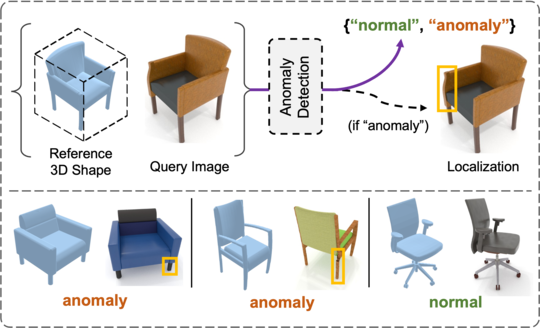 {“normal”, “anomaly”}
Anomaly
Detection
(if “anomaly”)
Reference
3D Shape
Query Image
Localization
anomaly
anomaly
normal